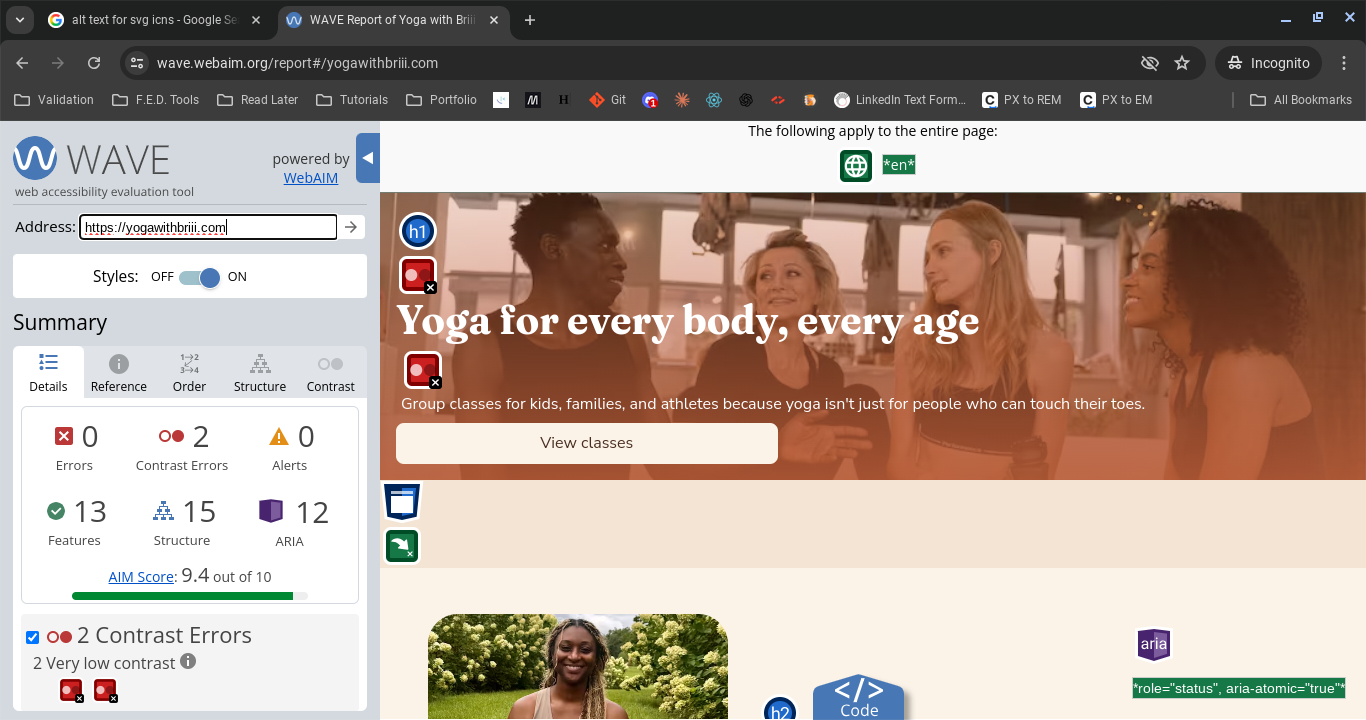 alt text for svg icns - Google Se
WAVE Report of Yoga with Briii
wave.webaim.org/report#/yogawithbriii.com
Incognito
Validation
F.E.D. Tools
Read Later
Tutorials
Portfolio
M
H
Git
1
LinkedIn Text Form...
C PX to REM
C PX to EM
All Bookmarks
WAVE
web accessibility evaluation tool
powered by
WebAIM
Address: https://yogawithbriii.com
Styles: OFF ON
Summary
Details
Reference
Order
Structure
Contrast
0
Errors
2
Contrast Errors
0
Alerts
13
Features
15
Structure
12
ARIA
AIM Score: 9.4 out of 10
2 Contrast Errors
2 Very low contrast
The following apply to the entire page:
*en*
h1
Yoga for every body, every age
Group classes for kids, families, and athletes because yoga isn't just for people who can touch their toes.
View classes
aria
*role="status", aria-atomic="true"*
h2
</>
Code